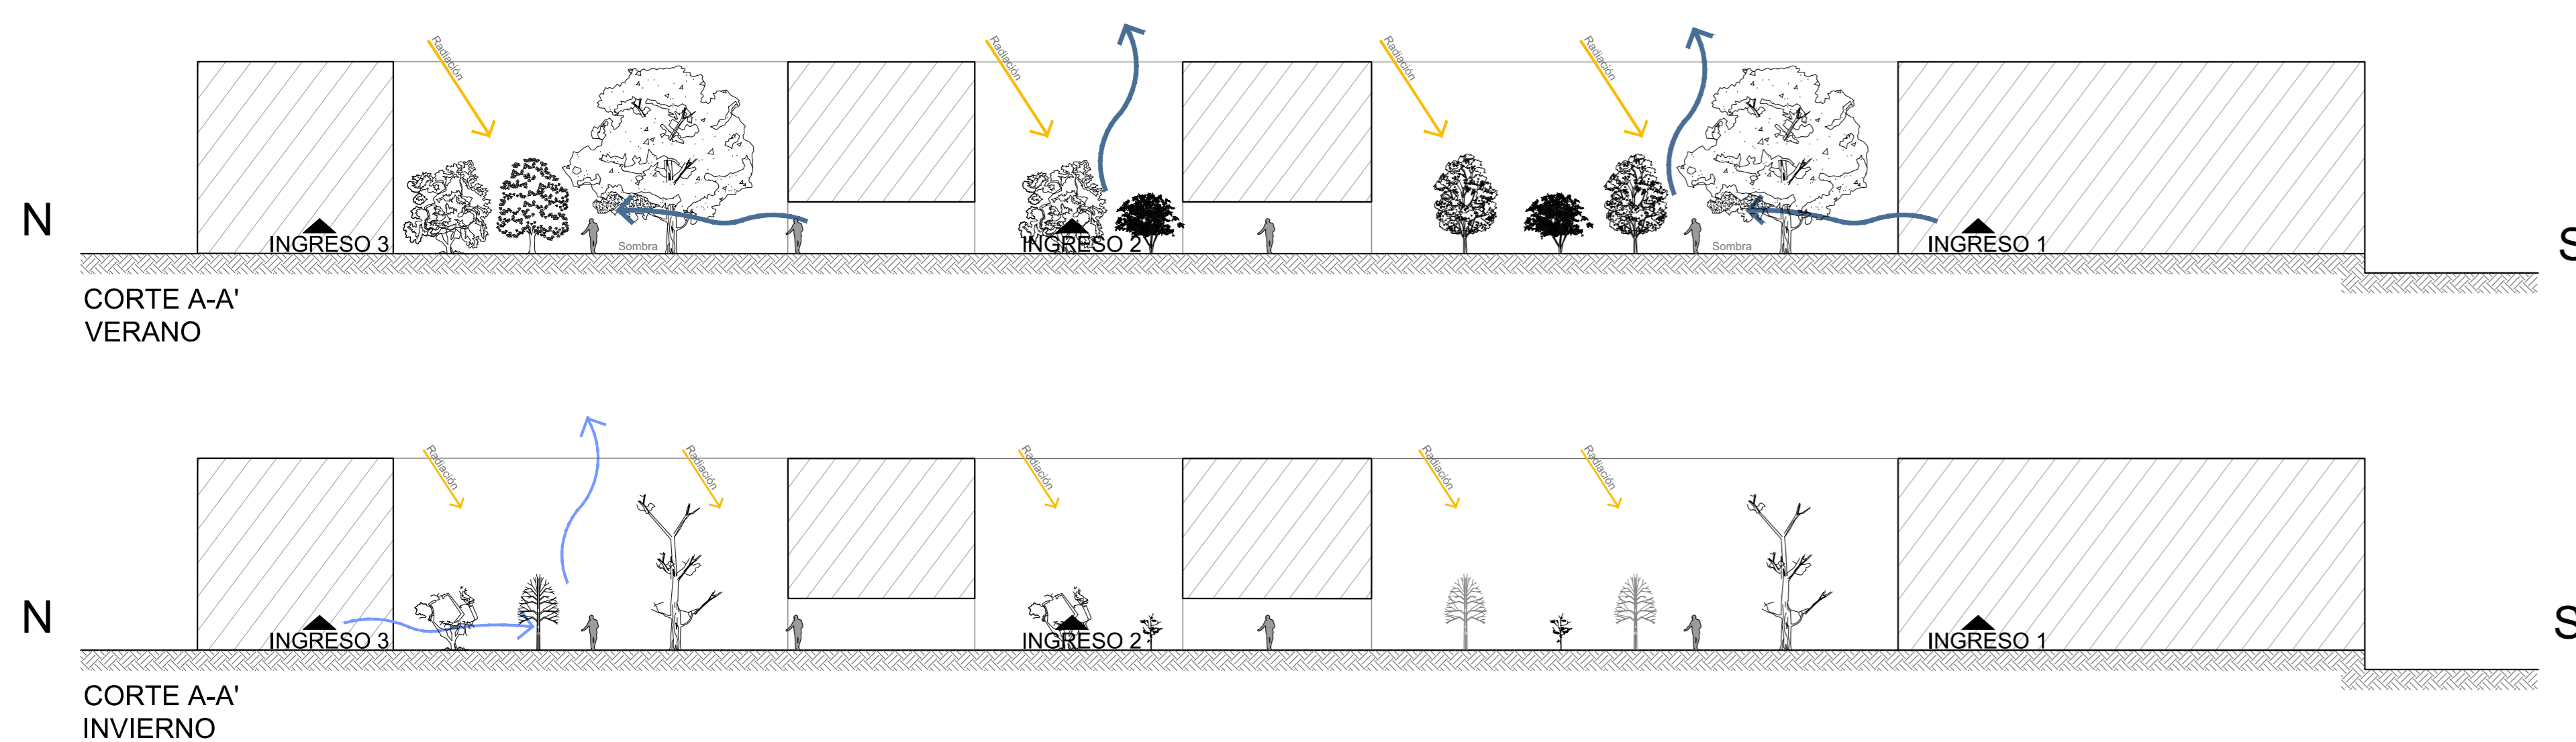 Radiación
Radiación
Radiación
Radiación
N
INGRESO 3
Sombra
INGRESO 2
Sombra
INGRESO 1
S
CORTE A-A'
VERANO
Radiación
Radiación
Radiación
Radiación
Radiación
N
INGRESO 3
INGRESO 2
INGRESO 1
S
CORTE A-A'
INVIERNO